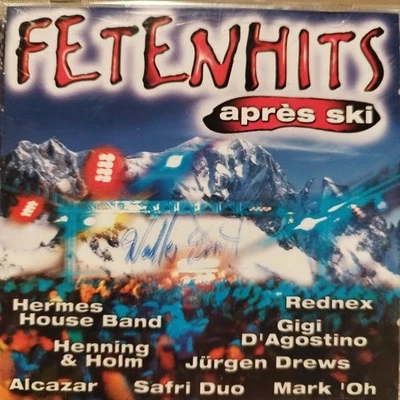 FETENHITS
après ski
Hermes
House Band
Rednex
Gigi
D'Agostino
Henning
& Holm
Jürgen Drews
Alcazar
Safri Duo
Mark 'Oh